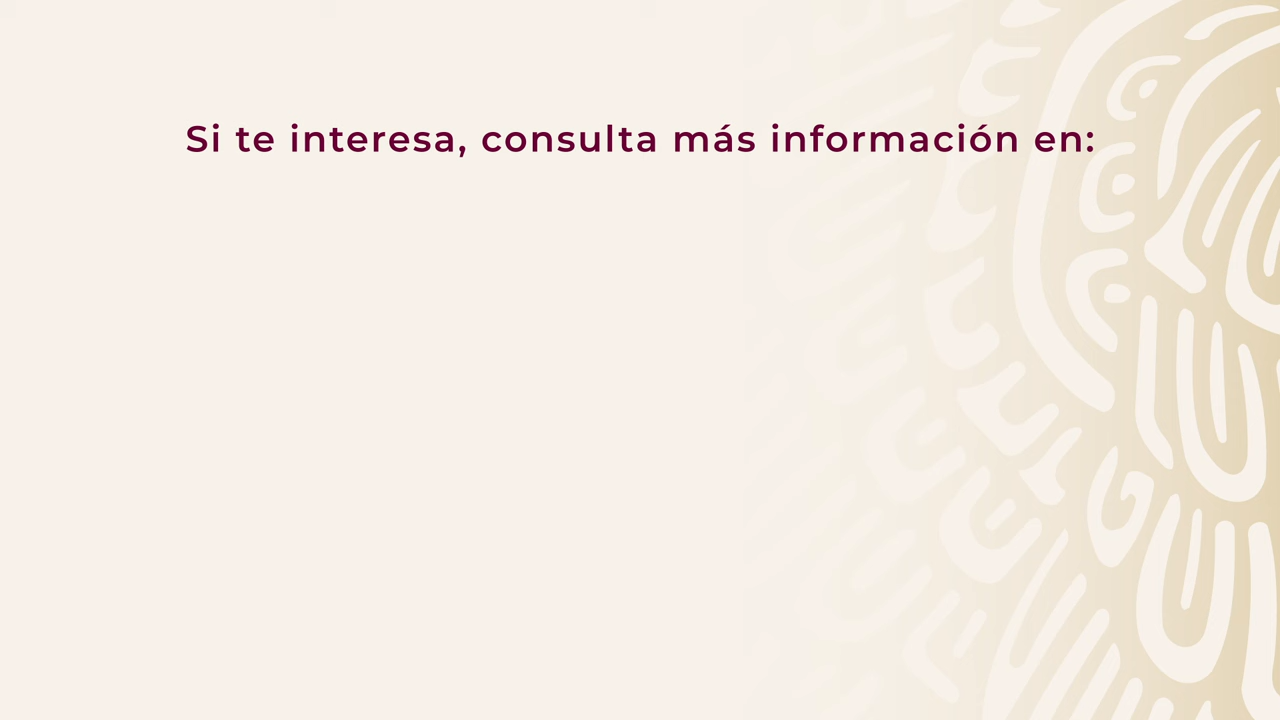 Si te interesa, consulta más información en: